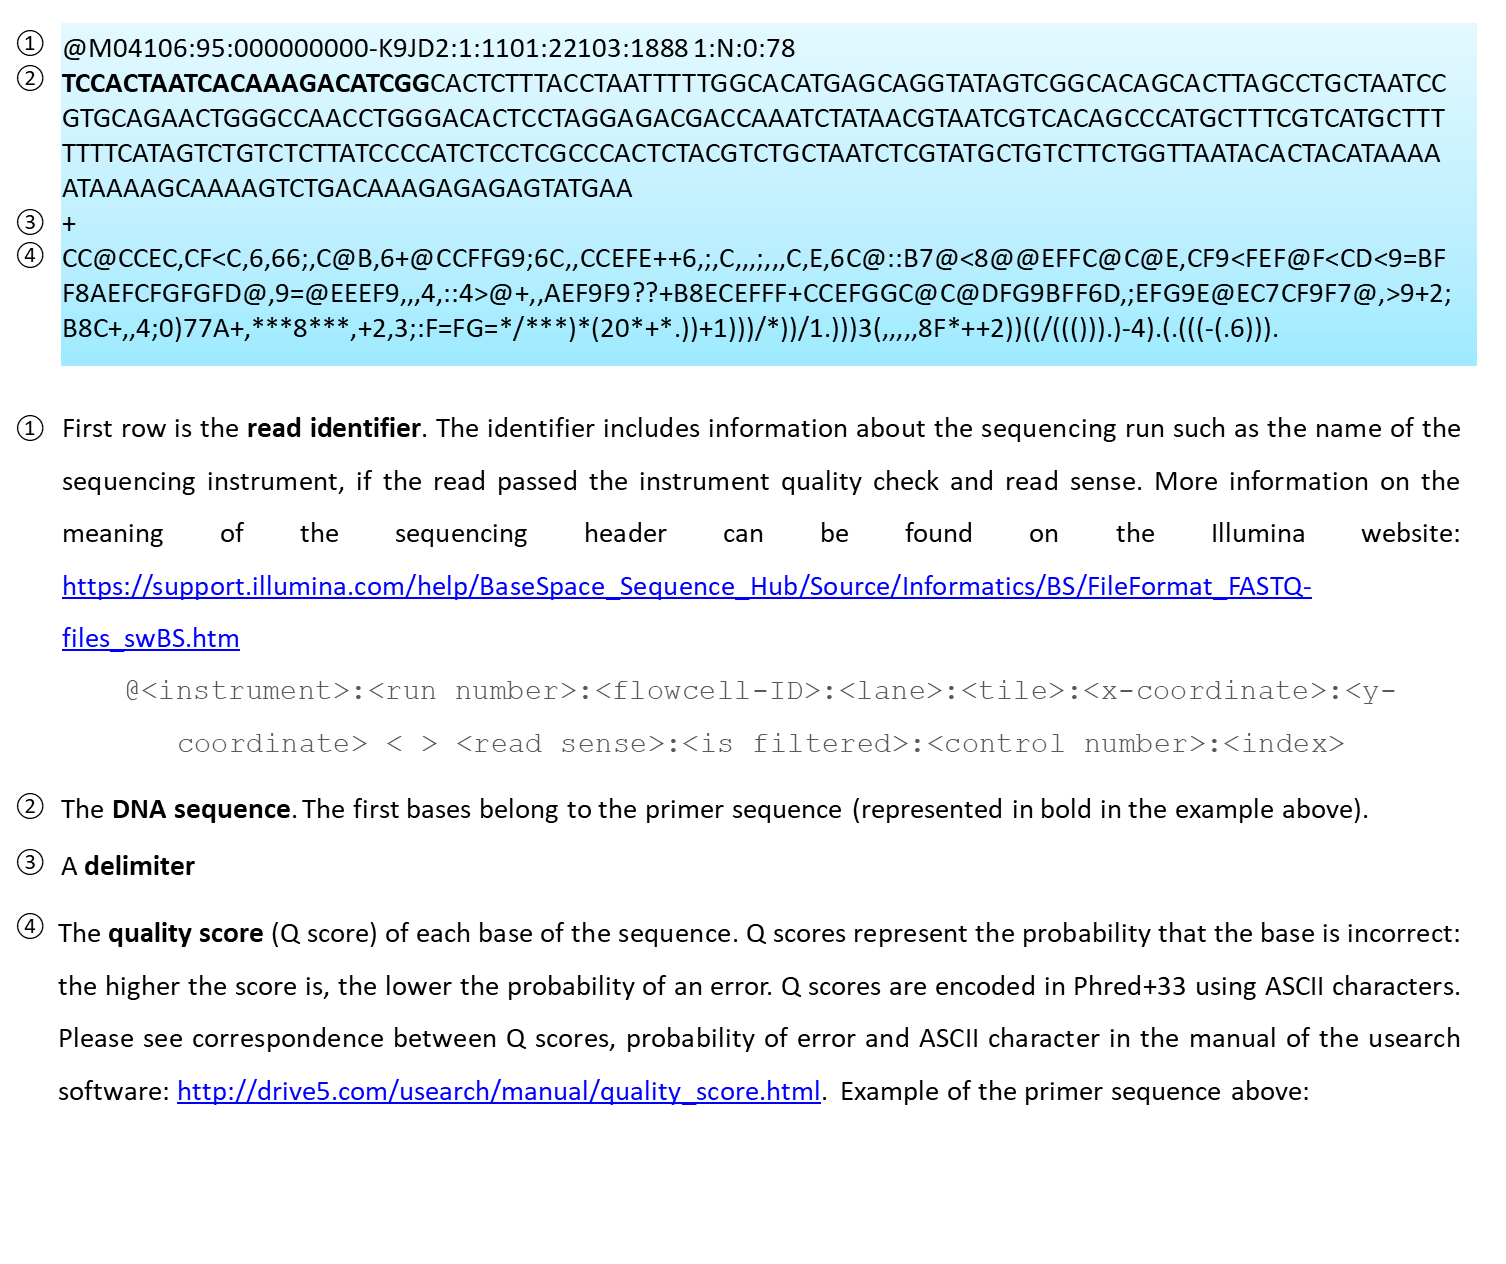 ① @M04106:95:000000000-K9JD2:1:1101:22103:1888 1:N:0:78
② TCCACTAATCACAAAGACATCGGCACTCTTTACCTAATTTTTGGCACATGAGCAGGTATAGTCGGCACAGCACTTAGCCTGCTAATCC
GTGCAGAACTGGGCCAACCTGGGACACTCCTAGGAGACGACCAAATCTATAACGTAATCGTCACAGCCCATGCTTTCGTCATGCTTT
TTTTCATAGTCTGTCTCTTATCCCCATCTCCTCGCCCACTCTACGTCTGCTAATCTCGTATGCTGTCTTCTGGTTAATACACTACATAAAA
ATAAAAGCAAAAGTCTGACAAAGAGAGAGTATGAA
③ +
④ CC@CCEC,CF<C,6,66;,C@B,6+@CCFFG9;6C,,CCEFE++6,;,C,,,;,,,C,E,6C@::B7@<8@@EFFC@C@E,CF9<FEF@F<CD<9=BF
F8AEFCFGFGFD@,9=@EEEF9,,,4,::4>@+,,AEF9F9??+B8ECEFFF+CCEFGGC@C@DFG9BFF6D,;EFG9E@EC7CF9F7@,>9+2;
B8C+,,4;0)77A+,***8***,+2,3;:F=FG=*/***)*(20*+*.))+1)))/*))/1.)))3(,,,,,8F*++2))((/((())).)-4).(.(((-(.6))).
① First row is the read identifier. The identifier includes information about the sequencing run such as the name of the
sequencing instrument, if the read passed the instrument quality check and read sense. More information on the
meaning of the sequencing header can be found on the Illumina website:
https://support.illumina.com/help/BaseSpace_Sequence_Hub/Source/Informatics/BS/FileFormat_FASTQ-
files_swBS.htm
@<instrument>:<run number>:<flowcell-ID>:<lane>:<tile>:<x-coordinate>:<y-
coordinate> < > <read sense>:<is filtered>:<control number>:<index>
② The DNA sequence. The first bases belong to the primer sequence (represented in bold in the example above).
③ A delimiter
④ The quality score (Q score) of each base of the sequence. Q scores represent the probability that the base is incorrect:
the higher the score is, the lower the probability of an error. Q scores are encoded in Phred+33 using ASCII characters.
Please see correspondence between Q scores, probability of error and ASCII character in the manual of the usearch
software: http://drive5.com/usearch/manual/quality_score.html. Example of the primer sequence above: